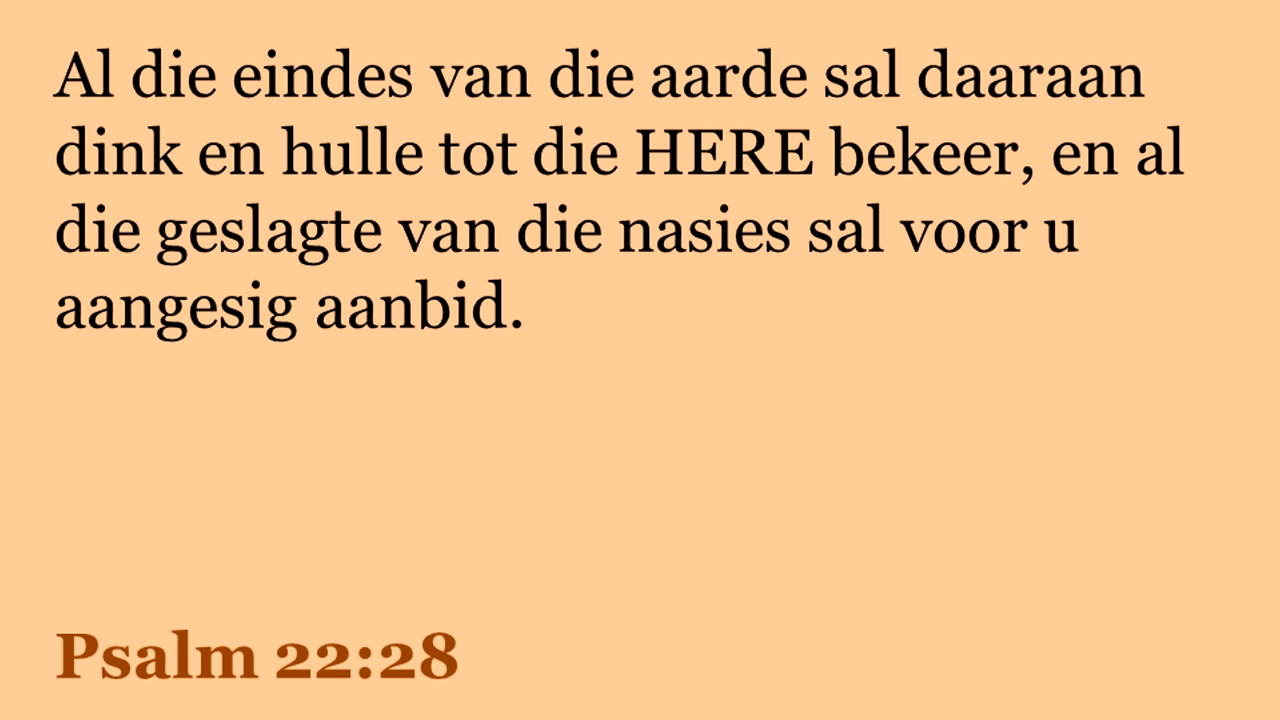 Al die eindes van die aarde sal daaraan
dink en hulle tot die HERE bekeer, en al
die geslagte van die nasies sal voor u
aangesig aanbid.
Psalm 22:28